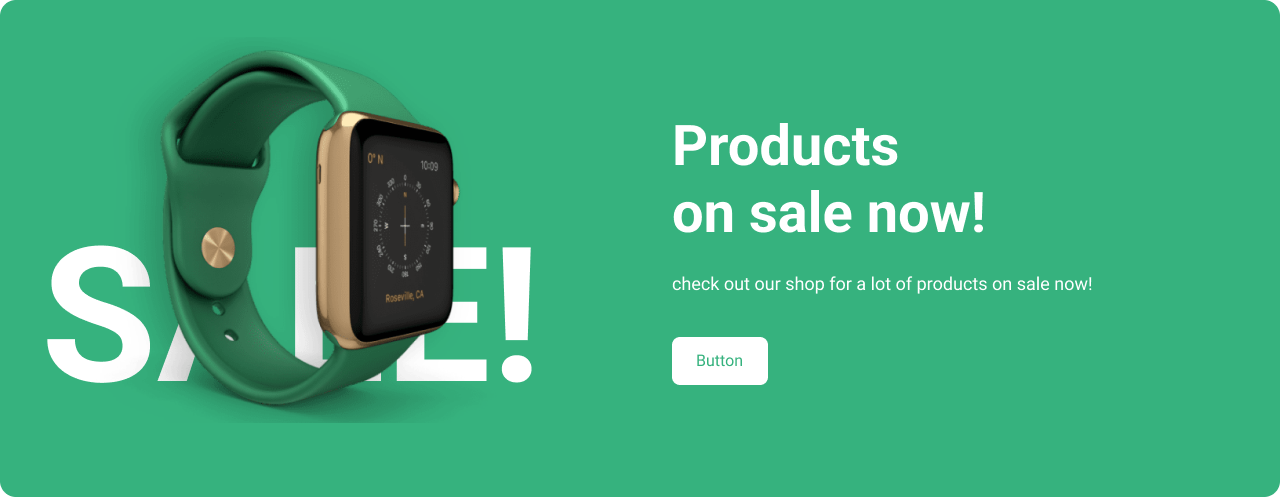 SALE!
0° N
10:09
Roseville, CA
Products
on sale now!
check out our shop for a lot of products on sale now!
Button